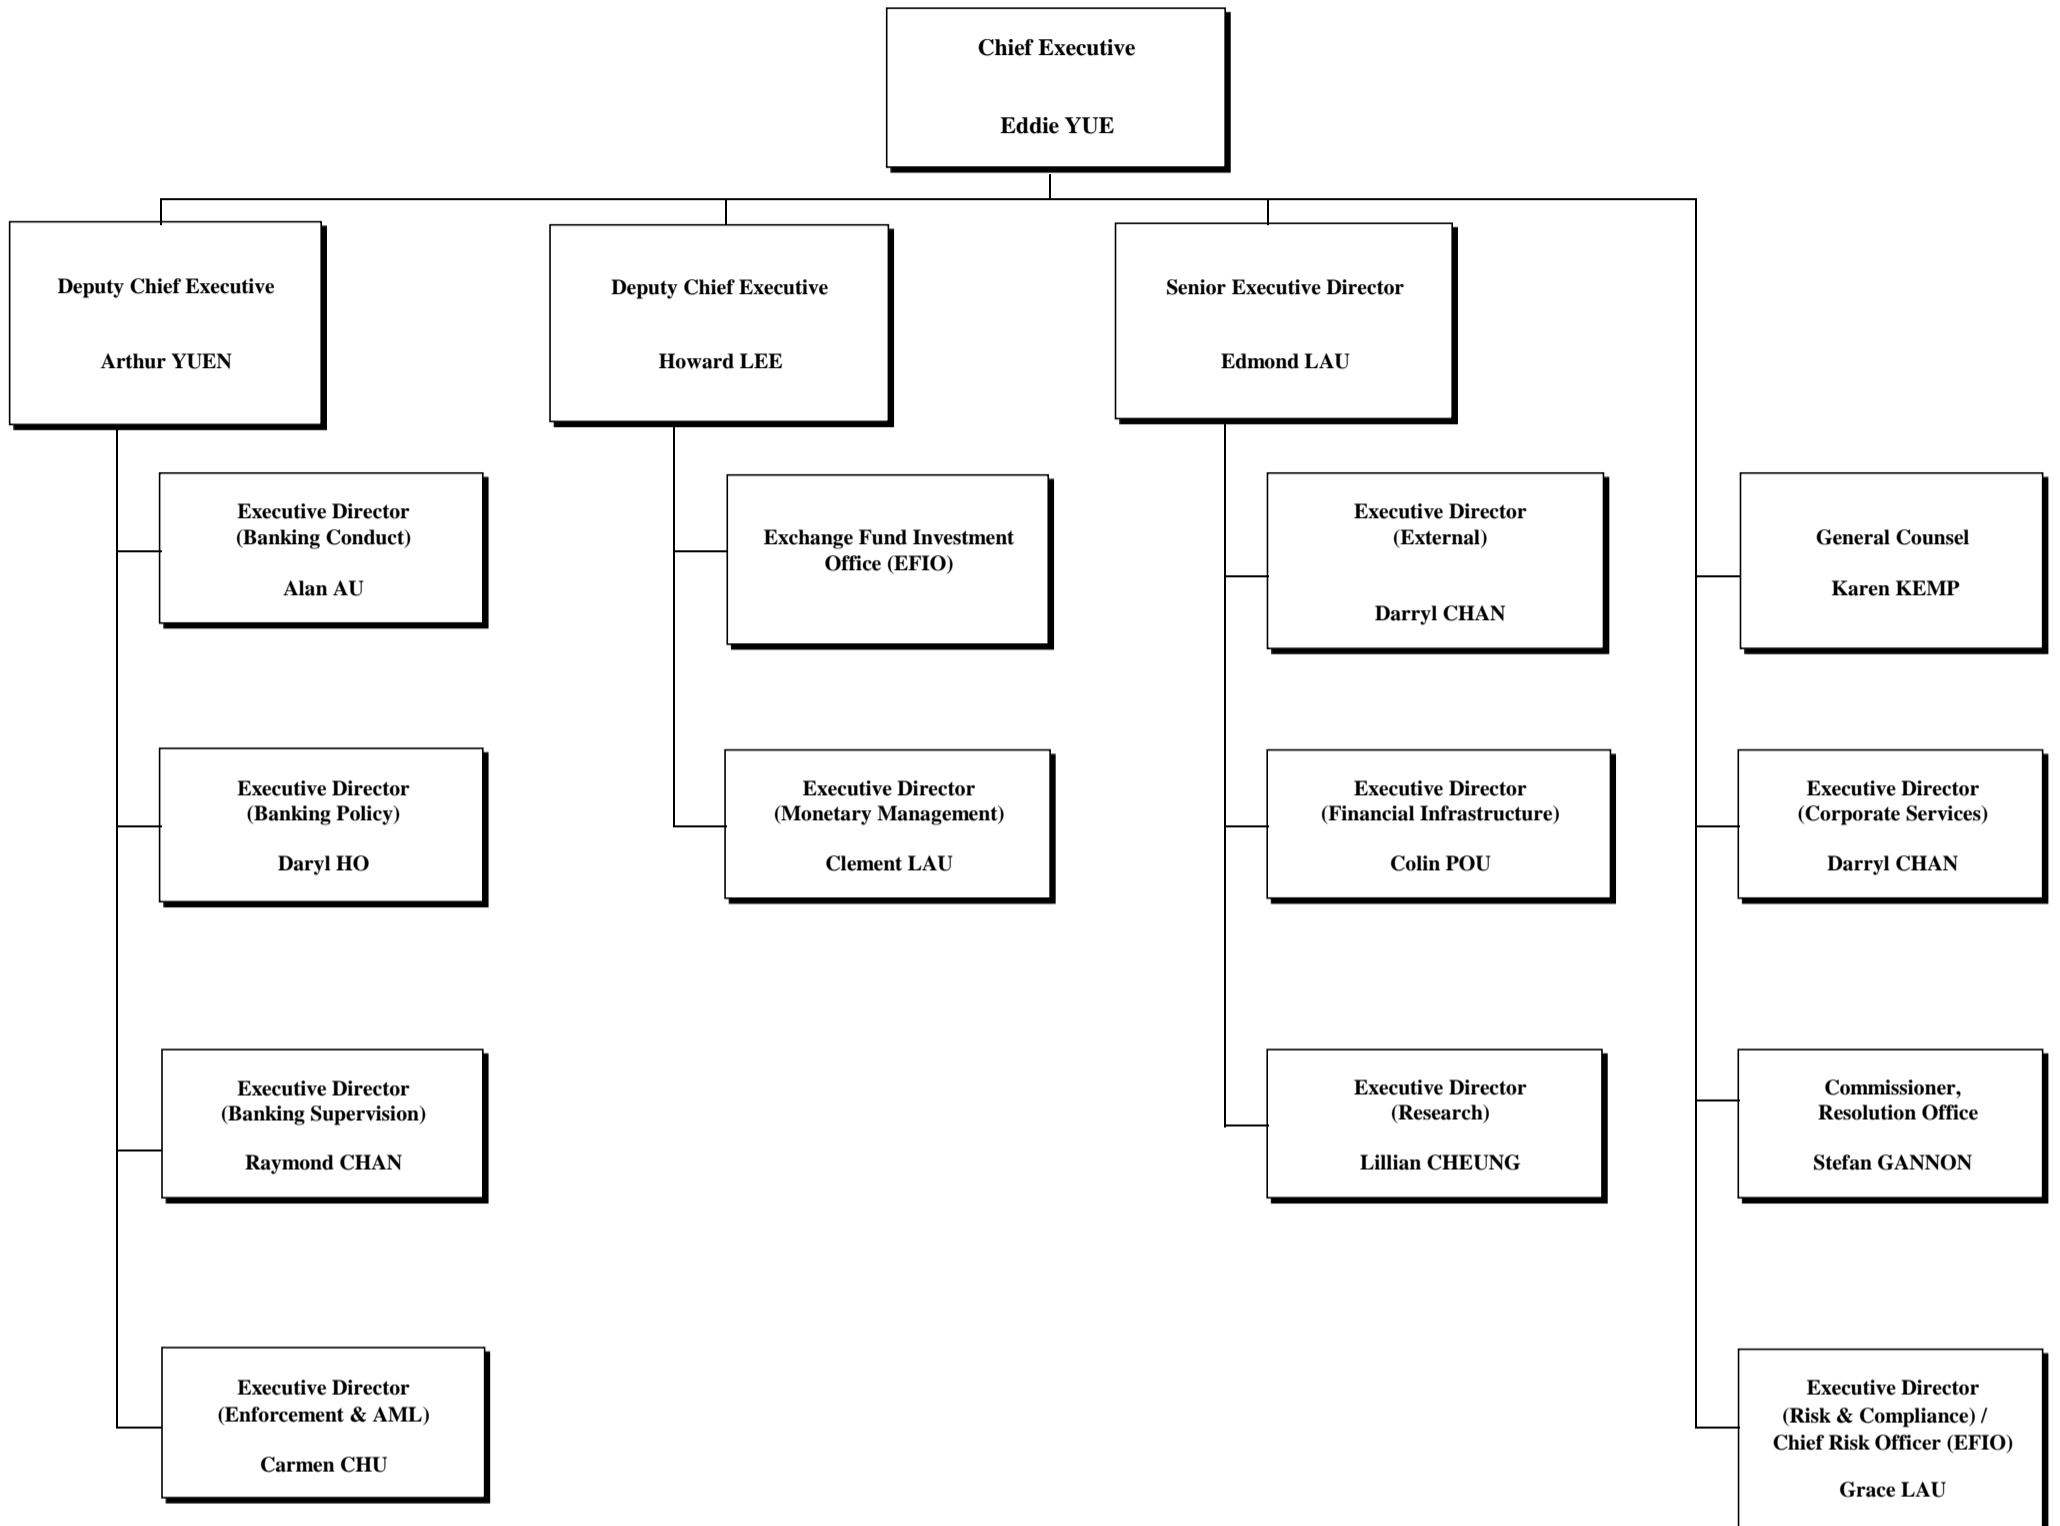 Chief Executive
Eddie YUE
Deputy Chief Executive
Arthur YUEN
Deputy Chief Executive
Howard LEE
Senior Executive Director
Edmond LAU
Executive Director
(Banking Conduct)
Alan AU
Exchange Fund Investment
Office (EFIO)
Executive Director
(External)
Darryl CHAN
General Counsel
Karen KEMP
Executive Director
(Banking Policy)
Daryl HO
Executive Director
(Monetary Management)
Clement LAU
Executive Director
(Financial Infrastructure)
Colin POU
Executive Director
(Corporate Services)
Darryl CHAN
Executive Director
(Banking Supervision)
Raymond CHAN
Executive Director
(Research)
Lillian CHEUNG
Commissioner,
Resolution Office
Stefan GANNON
Executive Director
(Enforcement & AML)
Carmen CHU
Executive Director
(Risk & Compliance) /
Chief Risk Officer (EFIO)
Grace LAU